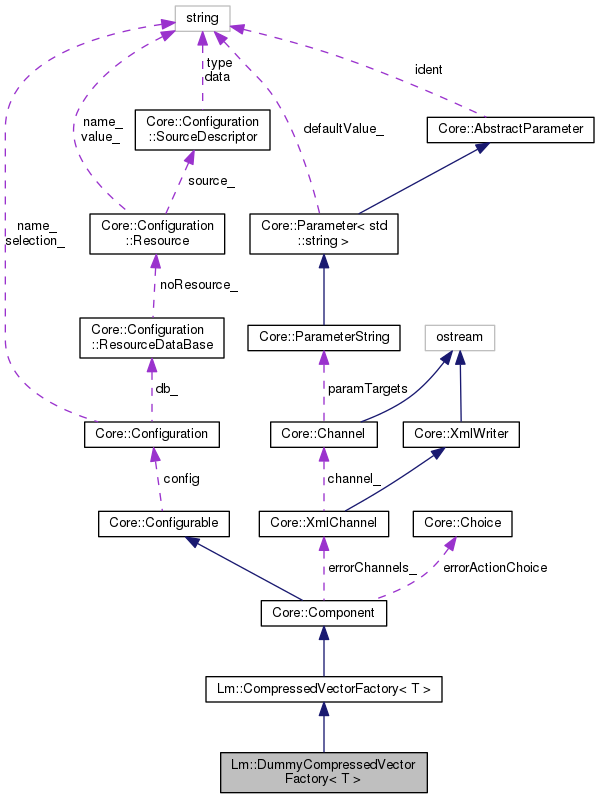 string
type
data
ident
name_
value_
defaultValue_
Core::Configuration
::SourceDescriptor
Core::AbstractParameter
source_
name_
selection_
Core::Configuration
::Resource
Core::Parameter< std
::string >
noResource_
Core::Configuration
::ResourceDataBase
Core::ParameterString
ostream
db_
paramTargets
Core::Configuration
Core::Channel
Core::XmlWriter
config
channel_
Core::Configurable
Core::XmlChannel
Core::Choice
errorChannels_
errorActionChoice
Core::Component
Lm::CompressedVectorFactory< T >
Lm::DummyCompressedVector
Factory< T >